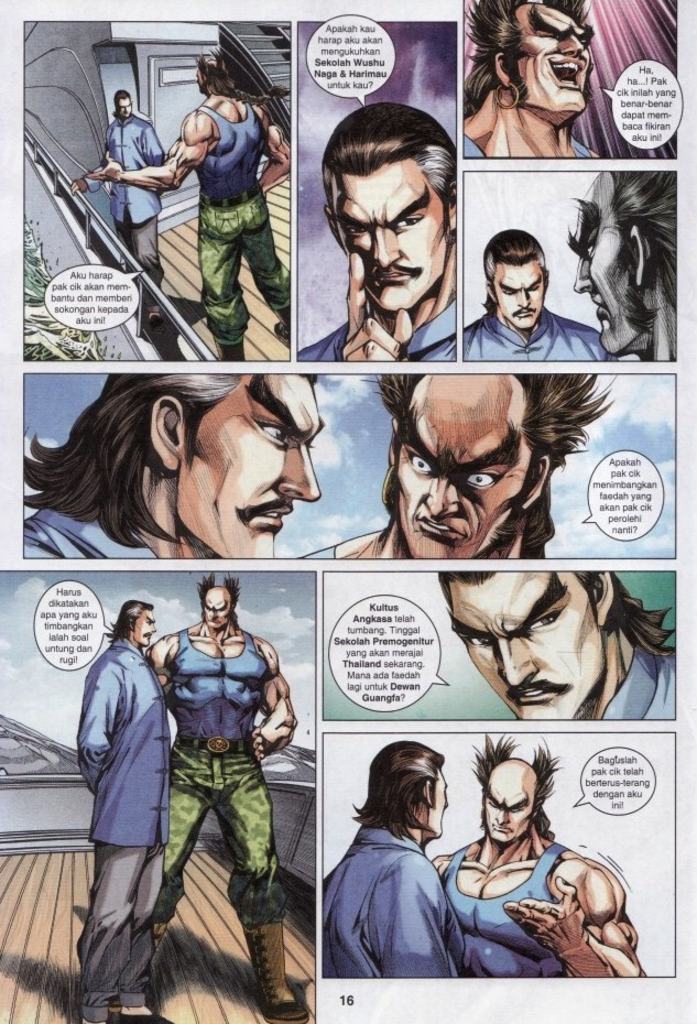 Aku harap
pak cik akan mem-
bantu dan memberi
sokongan kepada
aku ini!
Apakah kau
harap aku akan
mengukuhkan
Sekolah Wushu
Naga & Harimau
untuk kau?
Ha,
ha...! Pak
cik inilah yang
benar-benar
dapat mem-
baca fikiran
aku ini!
Apakah
pak cik
menimbangkan
faedah yang
akan pak cik
perolehi
nanti?
Harus
dikatakan
apa yang aku
timbangkan
ialah soal
untung dan
rugi!
Kultus
Angkasa telah
tumbang. Tinggal
Sekolah Premogenitur
yang akan merajai
Thailand sekarang.
Mana ada faedah
lagi untuk Dewan
Guangfa?
Baguslah
pak cik telah
berterus-terang
dengan aku
ini!
16